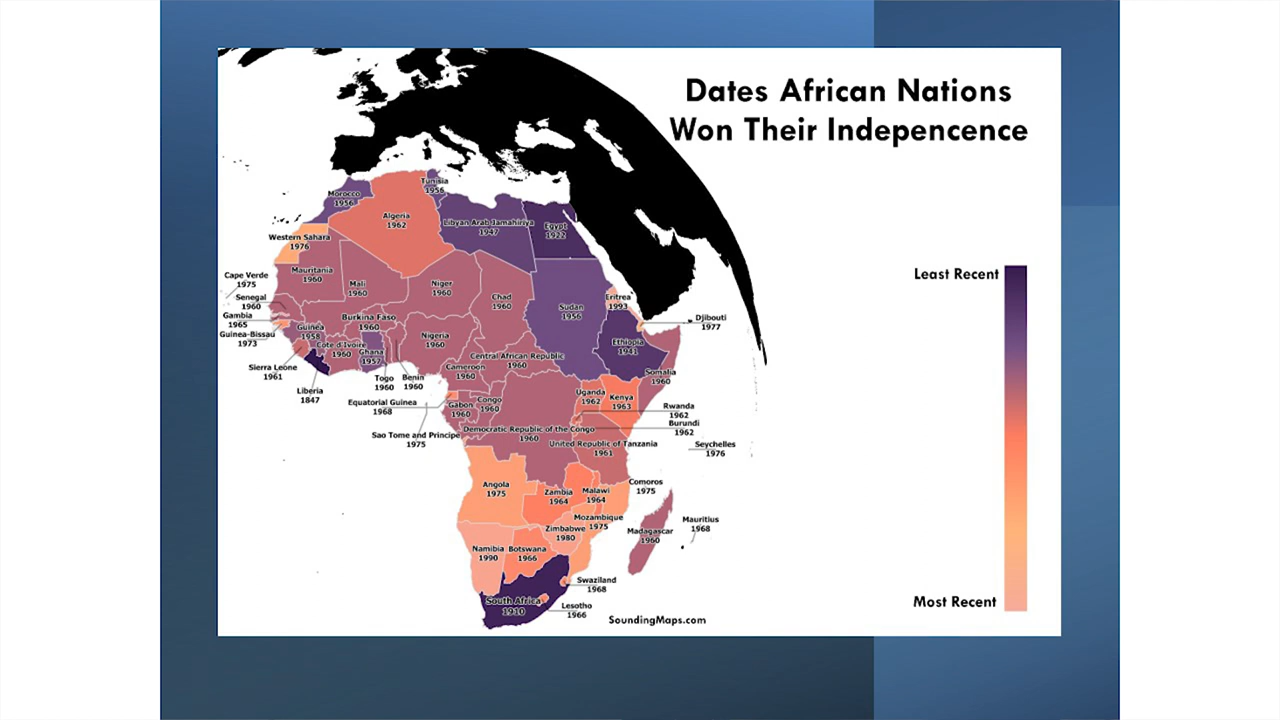 Dates African Nations
Won Their Indepencence
Least Recent
Most Recent
Tunisia
1956
Morocco
1956
Algeria
1962
Libyan Arab Jamahiriya
1947
Egypt
1922
Western Sahara
1976
Mauritania
1960
Mali
1960
Niger
1960
Chad
1960
Sudan
1956
Eritrea
1993
Djibouti
1977
Cape Verde
1975
Senegal
1960
Gambia
1965
Guinea-Bissau
1973
Guinea
1958
Burkina Faso
1960
Cote d'Ivoire
1960
Ghana
1957
Nigeria
1960
Ethiopia
1941
Central African Republic
1960
Cameroon
1960
Somalia
1960
Sierra Leone
1961
Liberia
1847
Togo
1960
Benin
1960
Equatorial Guinea
1968
Gabon
1960
Congo
1960
Uganda
1962
Kenya
1963
Rwanda
1962
Burundi
1962
Sao Tome and Principe
1975
Democratic Republic of the Congo
1960
United Republic of Tanzania
1961
Seychelles
1976
Angola
1975
Zambia
1964
Malawi
1964
Comoros
1975
Mozambique
1975
Zimbabwe
1980
Madagascar
1960
Mauritius
1968
Namibia
1990
Botswana
1966
Swaziland
1968
South Africa
1910
Lesotho
1966
SoundingMaps.com